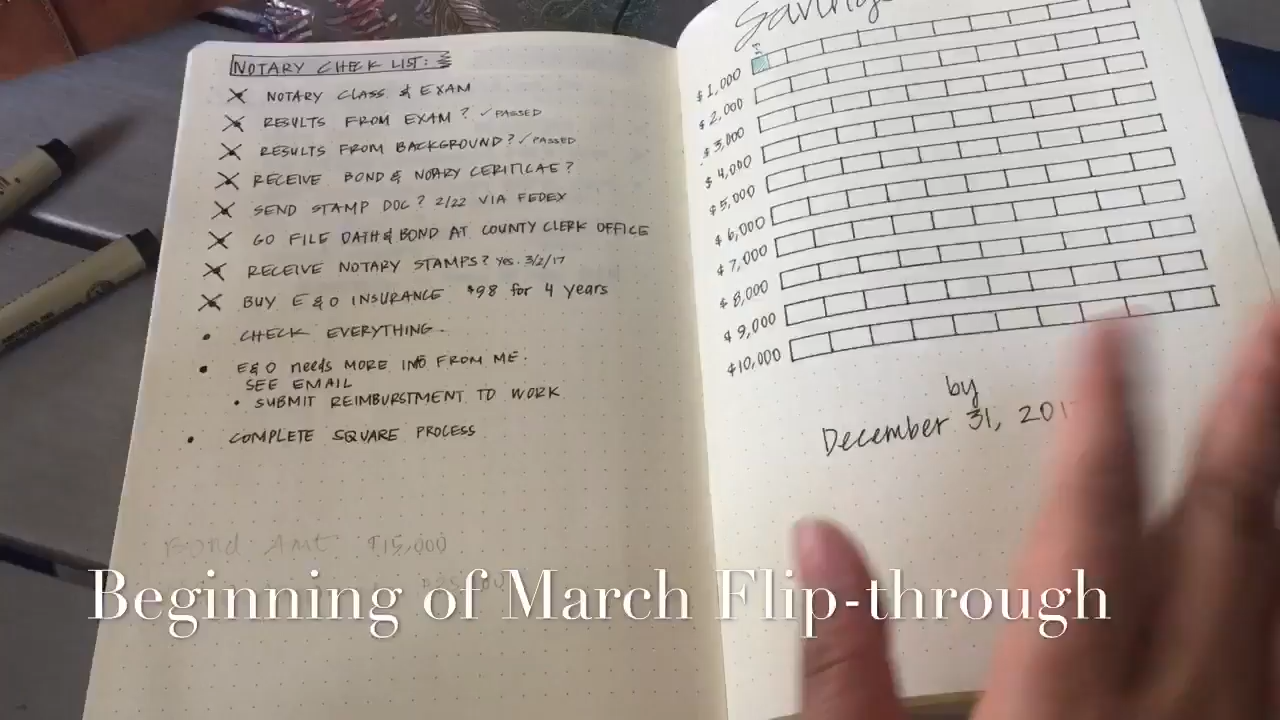 NOTARY CHECK LIST:
NOTARY CLASS & EXAM
RESULTS FROM EXAM? ✓PASSED
RESULTS FROM BACKGROUND? ✓PASSED
RECEIVE BOND & NOTARY CERIFICAE?
SEND STAMP DOC? 2/22 VIA FEDEX
GO FILE OATH & BOND AT COUNTY CLERK OFFICE
RECEIVE NOTARY STAMPS? Yes. 3/2/17
BUY E & O INSURANCE $98 for 4 years
• CHECK EVERYTHING.
• E&O needs MORE INFO FROM ME.
SEE EMAIL
• SUBMIT REIMBURSTMENT TO WORK
• COMPLETE SQUARE PROCESS
Bond Amt $15,000
Savings
$1,000
$2,000
$3,000
$4,000
$5,000
$6,000
$7,000
$8,000
$9,000
$10,000
by
December 31, 201
Beginning of March Flip-through